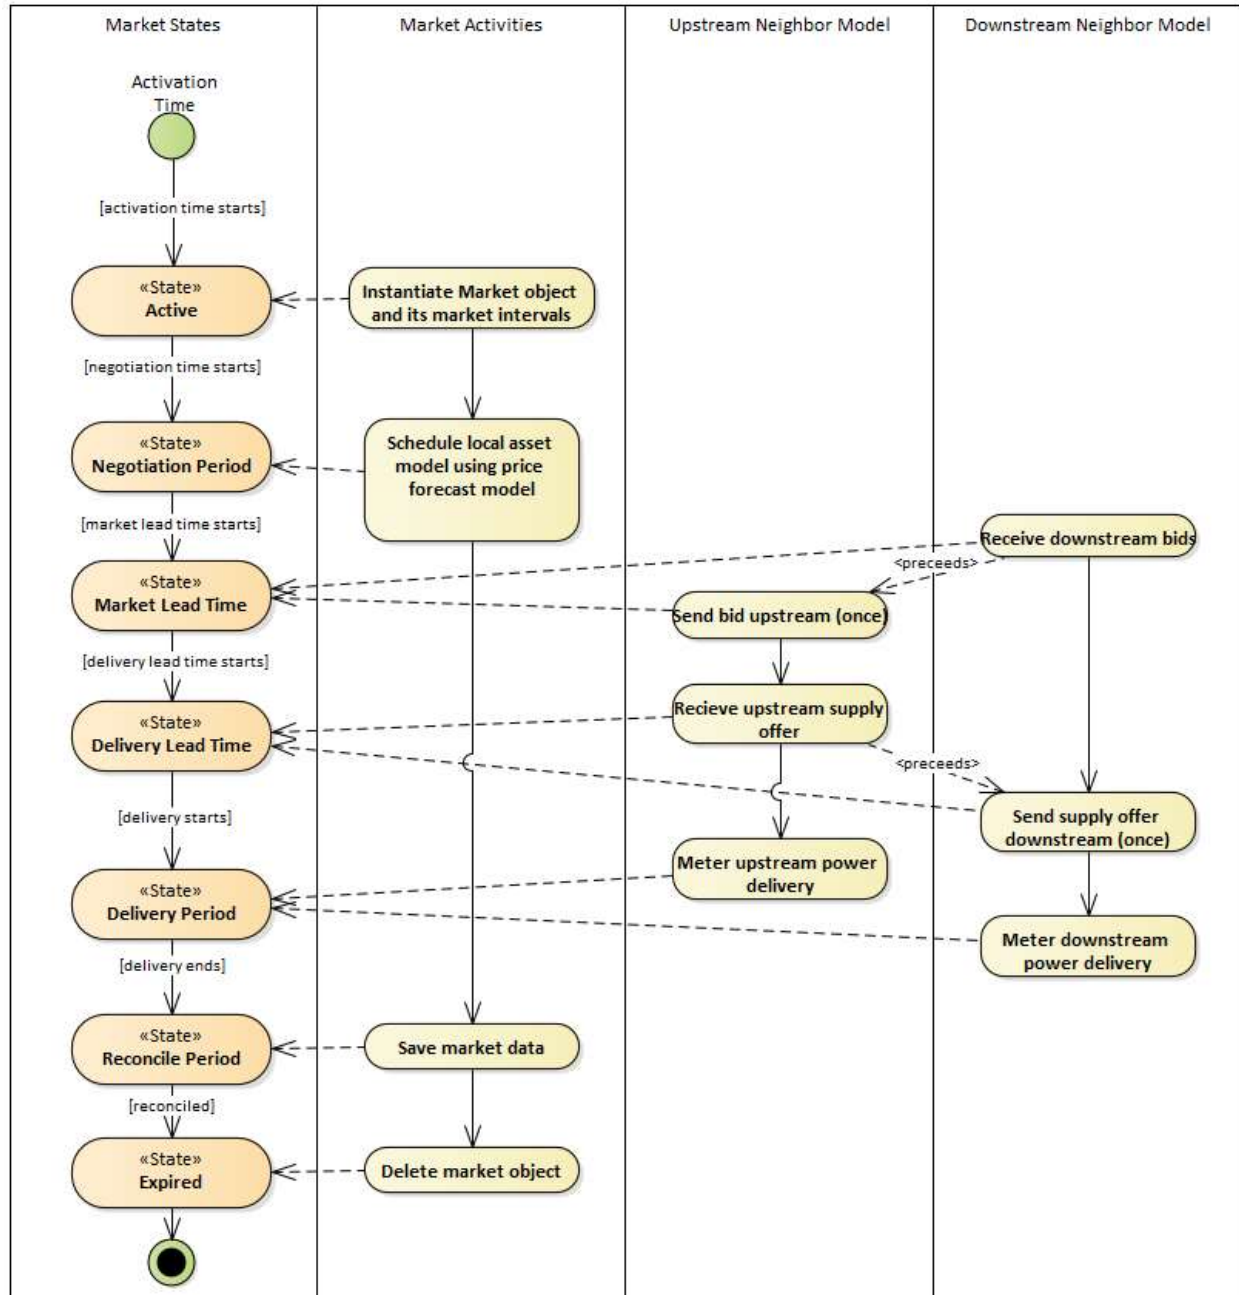 Market States
Market Activities
Upstream Neighbor Model
Downstream Neighbor Model
Activation
Time
[activation time starts]
«State»
Active
Instantiate Market object
and its market intervals
[negotiation time starts]
«State»
Negotiation Period
Schedule local asset
model using price
forecast model
[market lead time starts]
Receive downstream bids
<preceeds>
«State»
Market Lead Time
Send bid upstream (once)
[delivery lead time starts]
«State»
Delivery Lead Time
Recieve upstream supply
offer
<preceeds>
[delivery starts]
Send supply offer
downstream (once)
Meter upstream power
delivery
«State»
Delivery Period
Meter downstream
power delivery
[delivery ends]
«State»
Reconcile Period
Save market data
[reconciled]
«State»
Expired
Delete market object